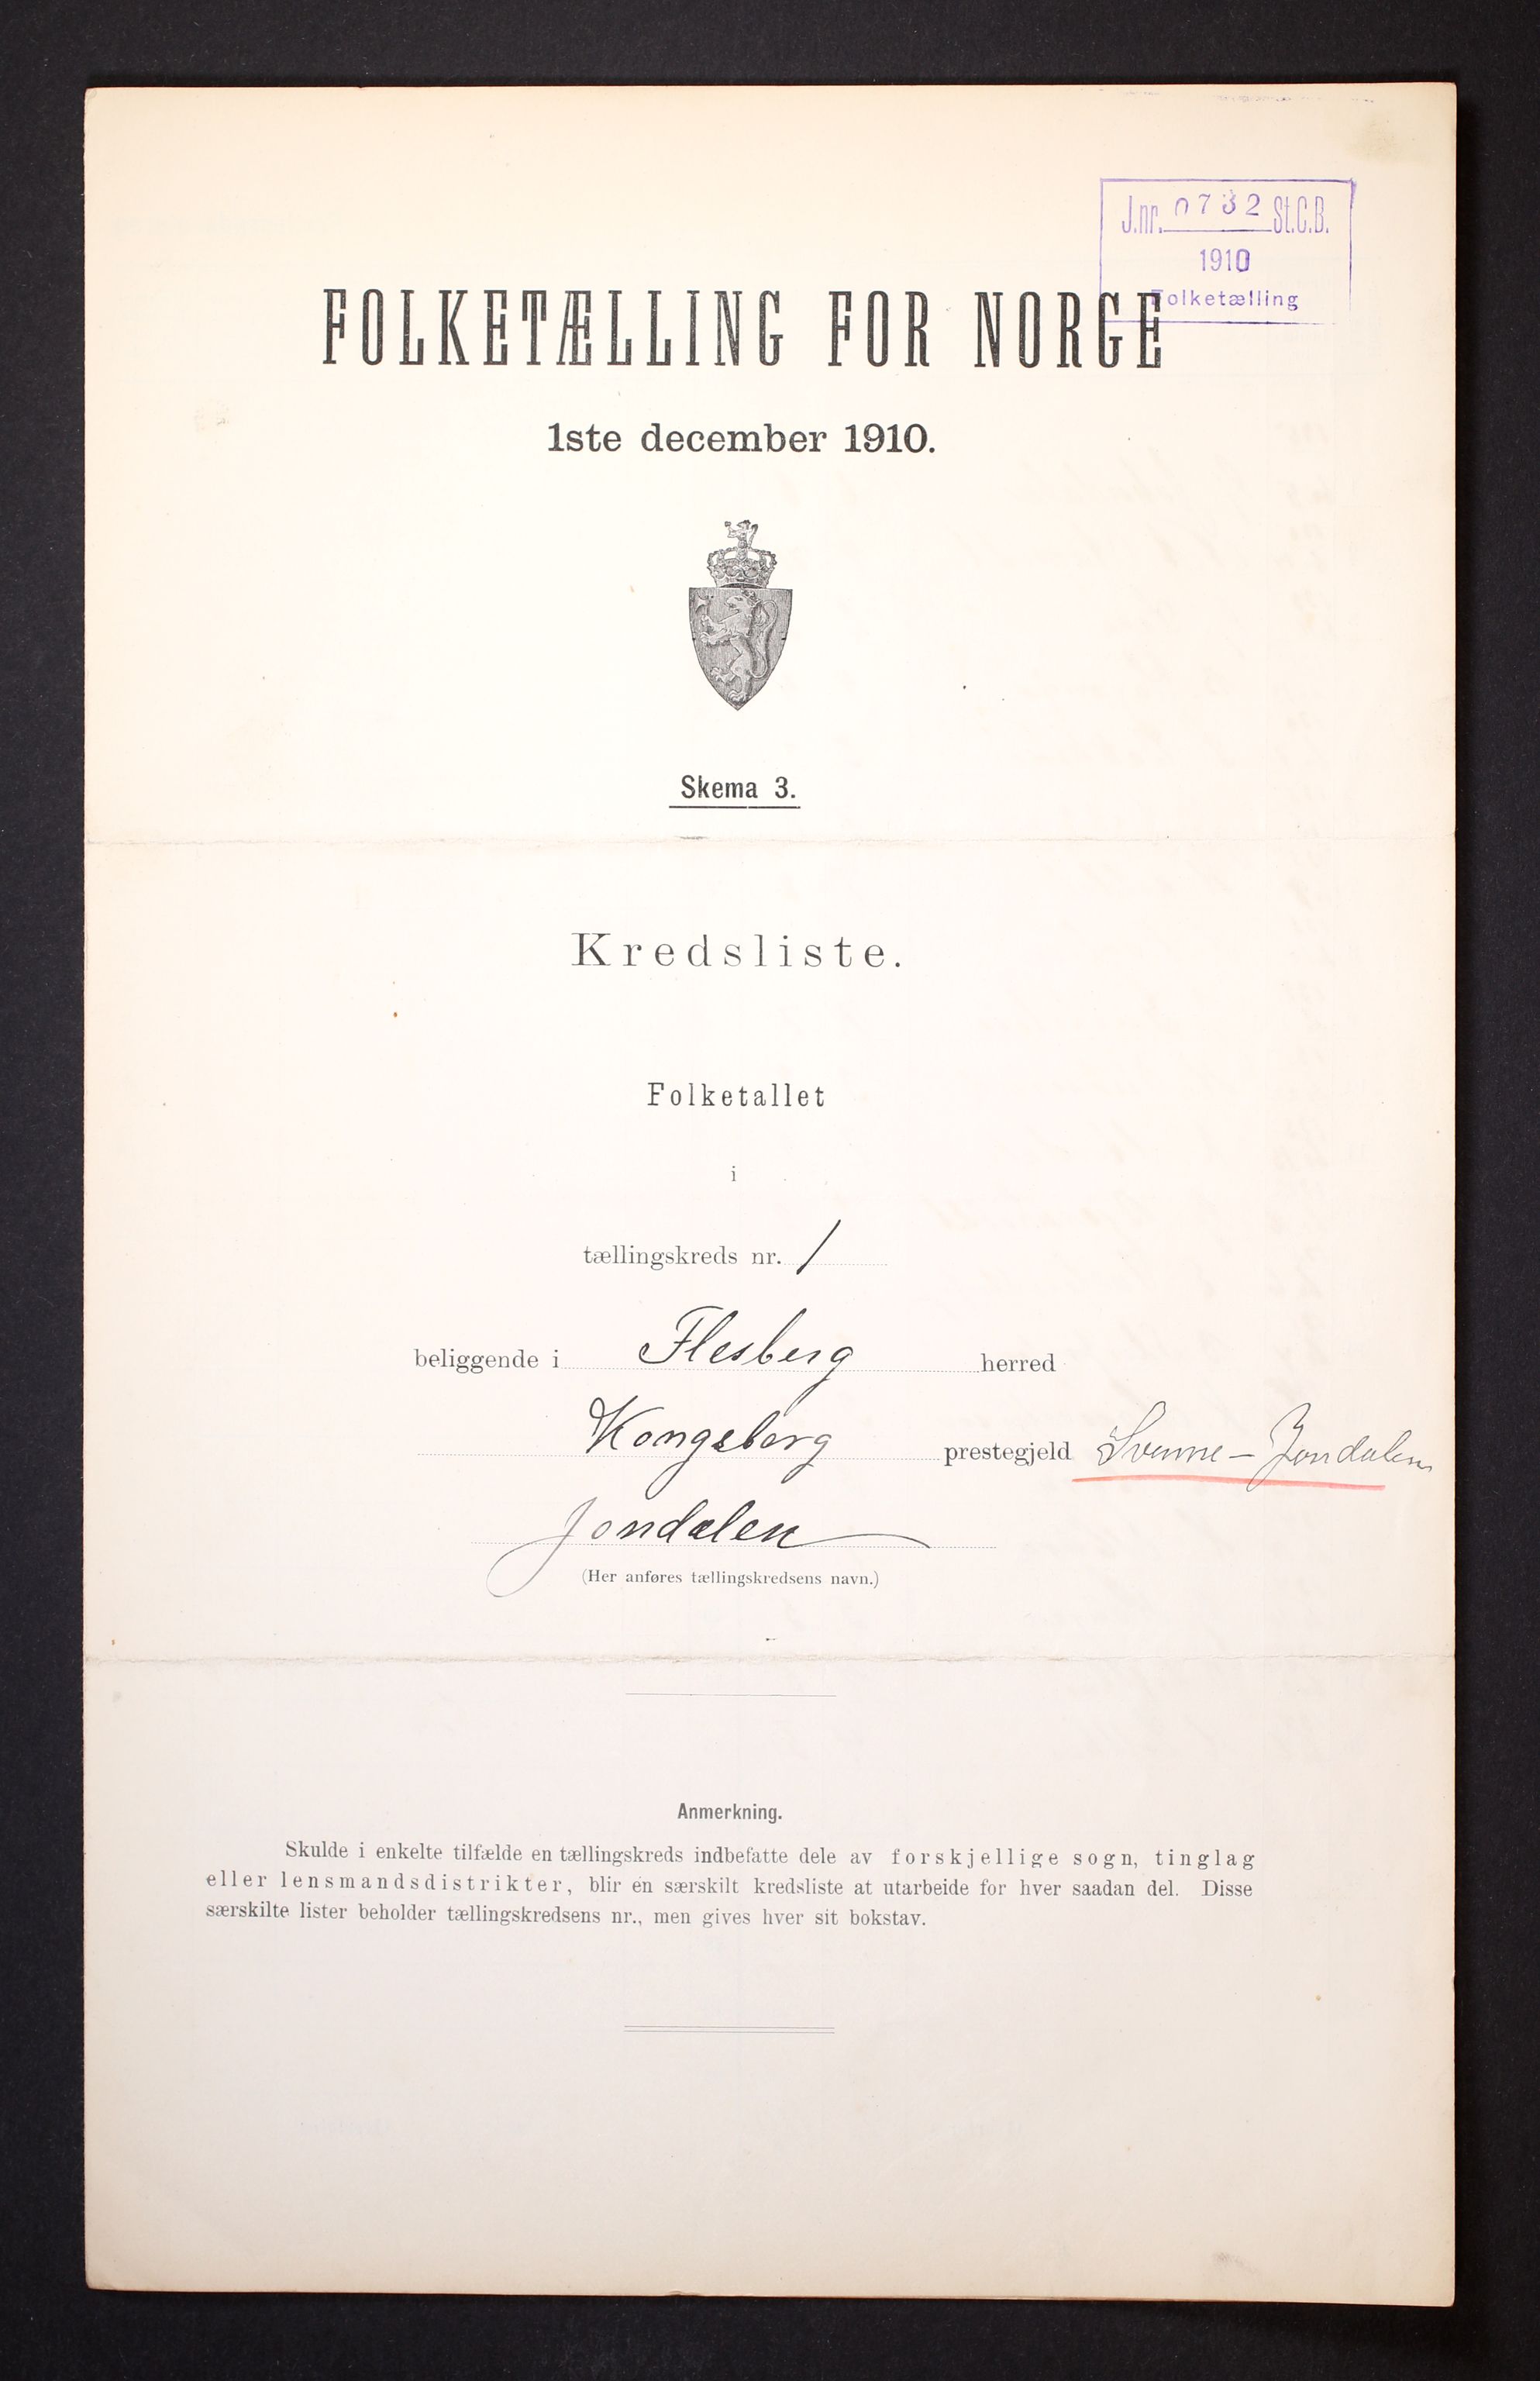 J.nr. 0732 St.C.B.
1910
Folketælling
FOLKETÆLLING FOR NORGE
1ste december 1910.
Skema 3.
Kredsliste.
Folketallet
i
tællingskreds nr. 1
beliggende i Flesberg herred
Kongsberg prestegjeld Svenne - Jondalen
Jondalen
(Her anføres tællingskredsens navn.)
Anmerkning.
Skulde i enkelte tilfælde en tællingskreds indbefatte dele av forskjellige sogn, tinglag
eller lensmandsdistrikter, blir én særskilt kredsliste at utarbeide for hver saadan del. Disse
særskilte lister beholder tællingskredsens nr., men gives hver sit bokstav.